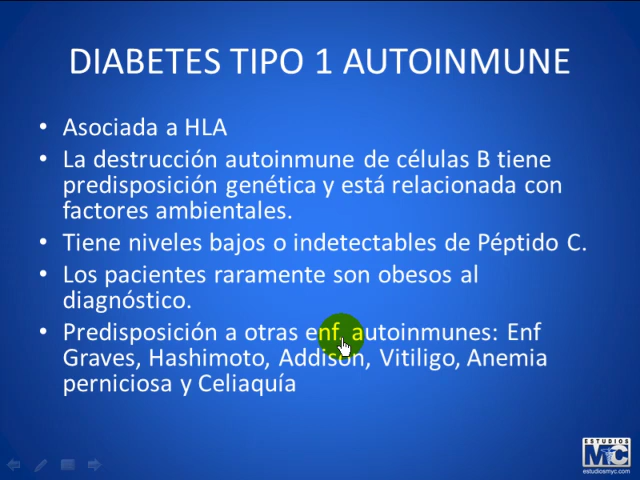 DIABETES TIPO 1 AUTOINMUNE
• Asociada a HLA
• La destrucción autoinmune de células B tiene
predisposición genética y está relacionada con
factores ambientales.
• Tiene niveles bajos o indetectables de Péptido C.
• Los pacientes raramente son obesos al
diagnóstico.
• Predisposición a otras enf. autoinmunes: Enf
Graves, Hashimoto, Addison, Vitiligo, Anemia
perniciosa y Celiaquía
ESTUDIOS
MyC
estudiosmyc.com